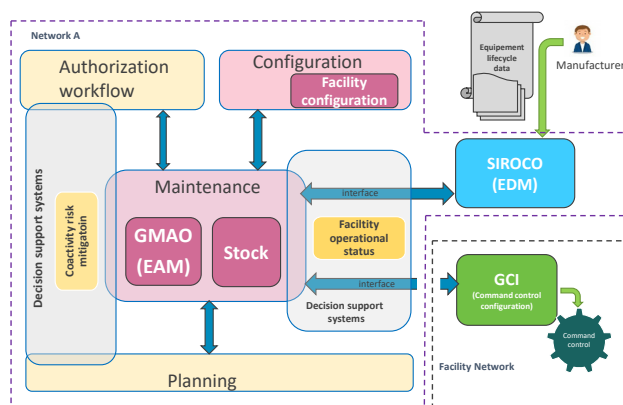 Network A
Authorization
workflow
Configuration
Facility
configuration
Equipement
lifecycle
data
Manufacturer
Decision support systems
Coactivity risk
mitigatoin
Maintenance
GMAO
(EAM)
Stock
interface
Faciltity
operational
status
interface
Decision support
systems
SIROCO
(EDM)
GCI
(Command control
configuration)
Command
control
Facility Network
Planning